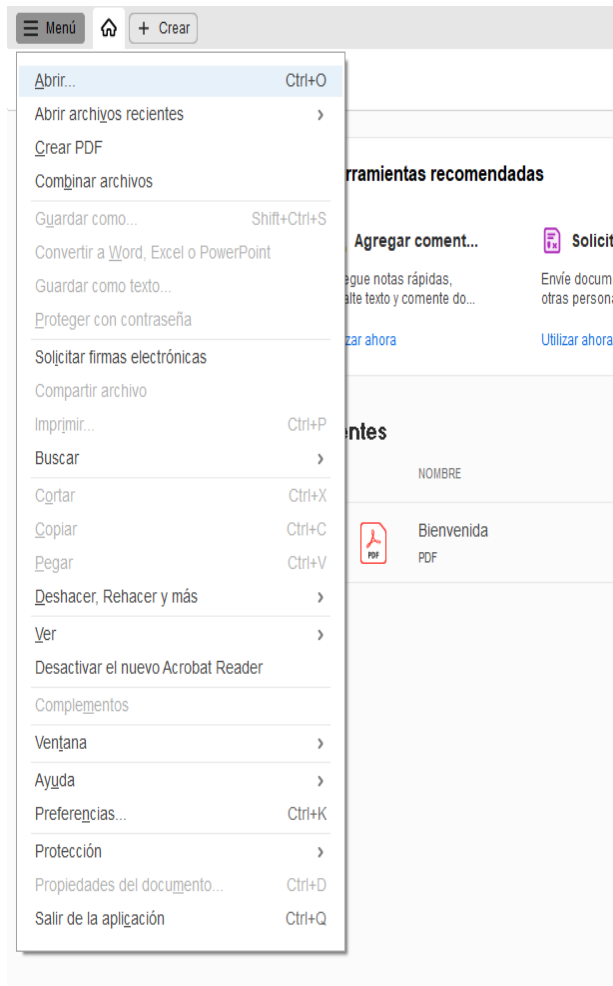 Menú
+ Crear
Abrir... Ctrl+O
Abrir archivos recientes
Crear PDF
Combinar archivos
Guardar como... Shift+Ctrl+S
Convertir a Word, Excel o PowerPoint
Guardar como texto...
Proteger con contraseña
Solicitar firmas electrónicas
Compartir archivo
Imprimir... Ctrl+P
Buscar
Cortar Ctrl+X
Copiar Ctrl+C
Pegar Ctrl+V
Deshacer, Rehacer y más
Ver
Desactivar el nuevo Acrobat Reader
Complementos
Ventana
Ayuda
Preferencias... Ctrl+K
Protección
Propiedades del documento... Ctrl+D
Salir de la aplicación Ctrl+Q
rramientas recomendadas
Agregar coment...
egue notas rápidas,
alte texto y comente do...
zar ahora
Solicit
Envíe docum
otras persona
Utilizar ahora
entes
NOMBRE
PDF
Bienvenida
PDF